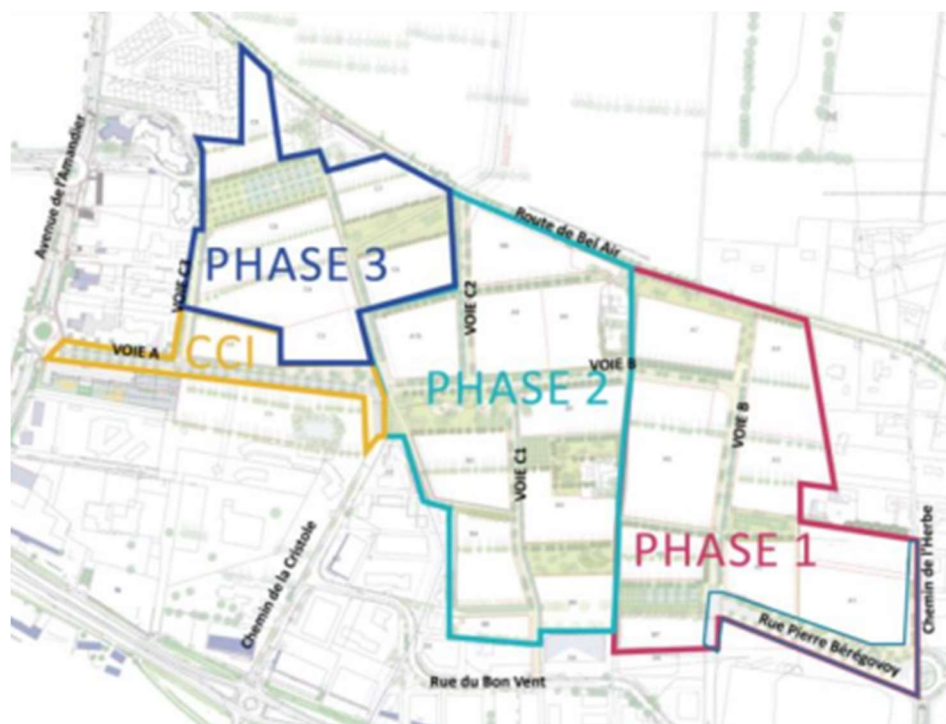 Avenue de l'Amandier
Route de Bel Air
PHASE 3
VOIE C3
VOIE C2
VOIE A
CCI
VOIE B
PHASE 2
VOIE B
VOIE C1
Chemin de la Cristole
PHASE 1
Chemin de l'Herbe
Rue Pierre Bérégovoy
Rue du Bon Vent